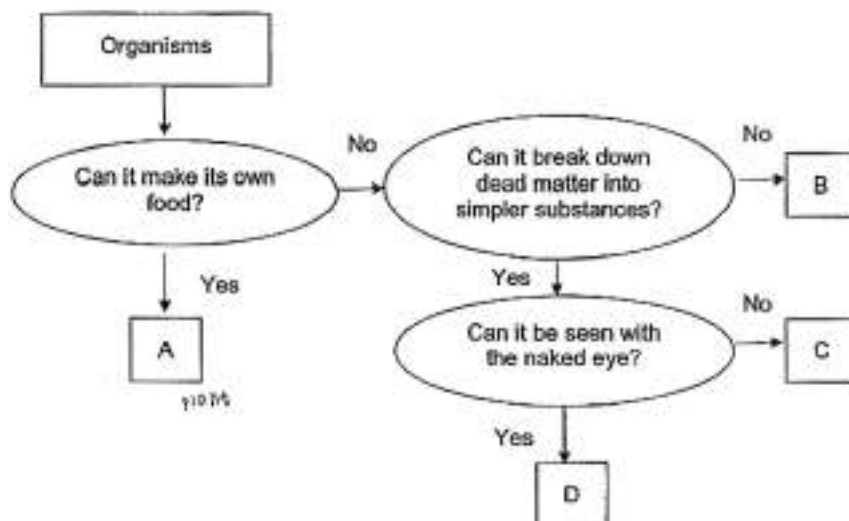 Organisms
Can it make its own
food?
No
Can it break down
dead matter into
simpler substances?
No
B
Yes
A
Yes
Can it be seen with
the naked eye?
No
C
Yes
D